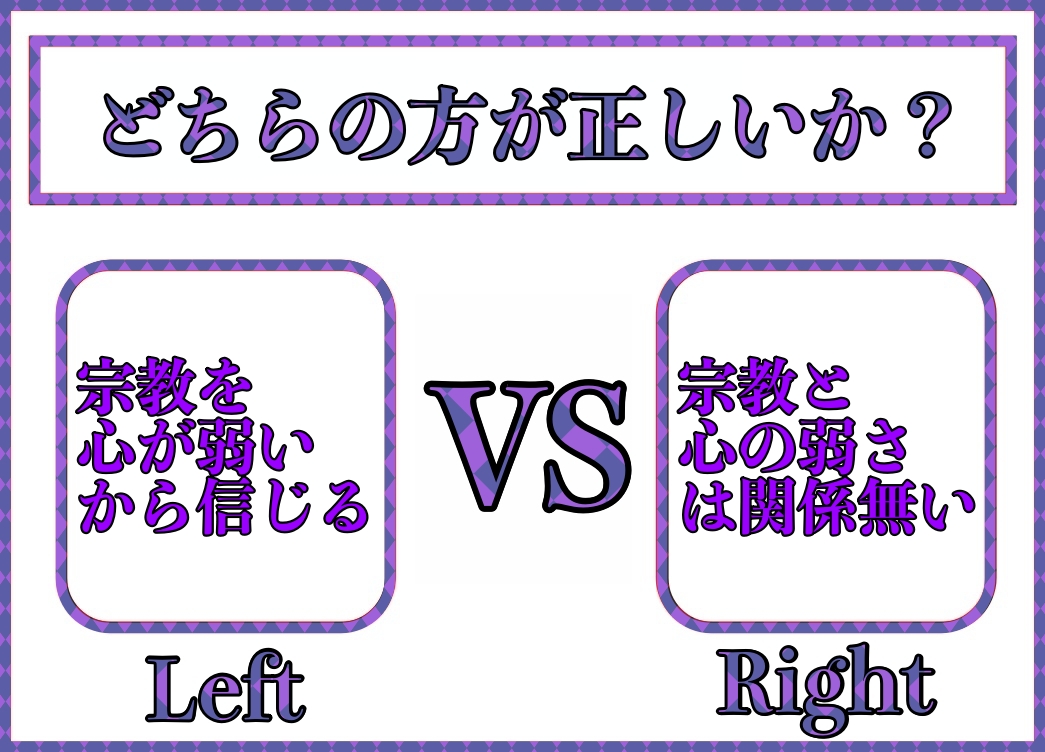 どちらの方が正しいか？
宗教を
心が弱い
から信じる
VS
宗教と
心の弱さ
は関係無い
Left
Right